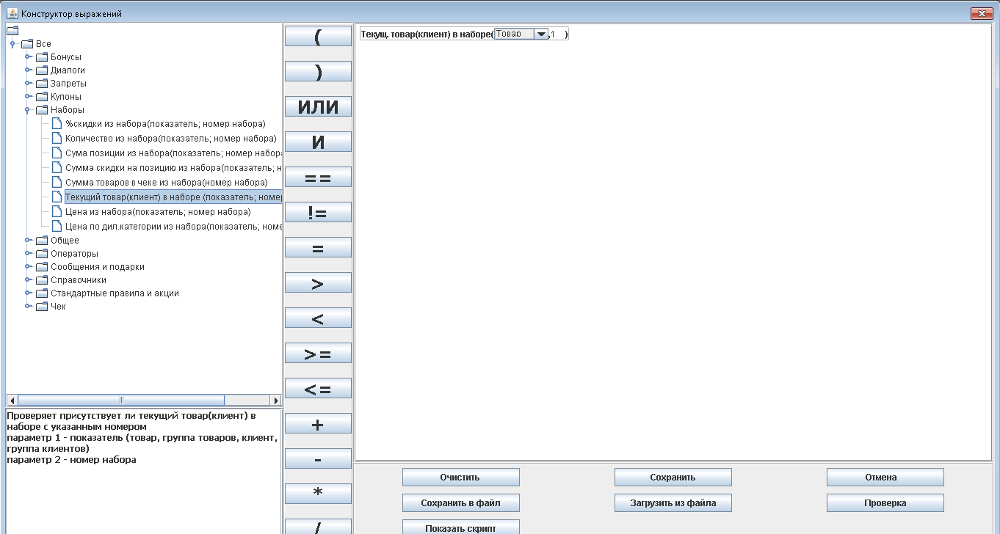 Конструктор выражений
Все
Бонусы
Диалоги
Запреты
Купоны
Наборы
%скидки из набора(показатель; номер набора)
Количество из набора(показатель; номер набора)
Сума позиции из набора(показатель; номер набора
Сумма скидки на позицию из набора(показатель; н
Сумма товаров в чеке из набора(номер набора)
Текущий товар(клиент) в наборе (показатель; номер
Цена из набора(показатель; номер набора)
Цена по дил.категории из набора(показатель; номе
Общее
Операторы
Сообщения и подарки
Справочники
Стандартные правила и акции
Чек
Проверяет присутствует ли текущий товар(клиент) в
наборе с указанным номером
параметр 1 - показатель (товар, группа товаров, клиент,
группа клиентов)
параметр 2 - номер набора
(
)
ИЛИ
И
==
!=
=
>
<
>=
<=
+
-
*
/
Текущ. товар(клиент) в наборе(Товар ,1 )
Очистить
Сохранить
Отмена
Сохранить в файл
Загрузить из файла
Проверка
Показать скрипт